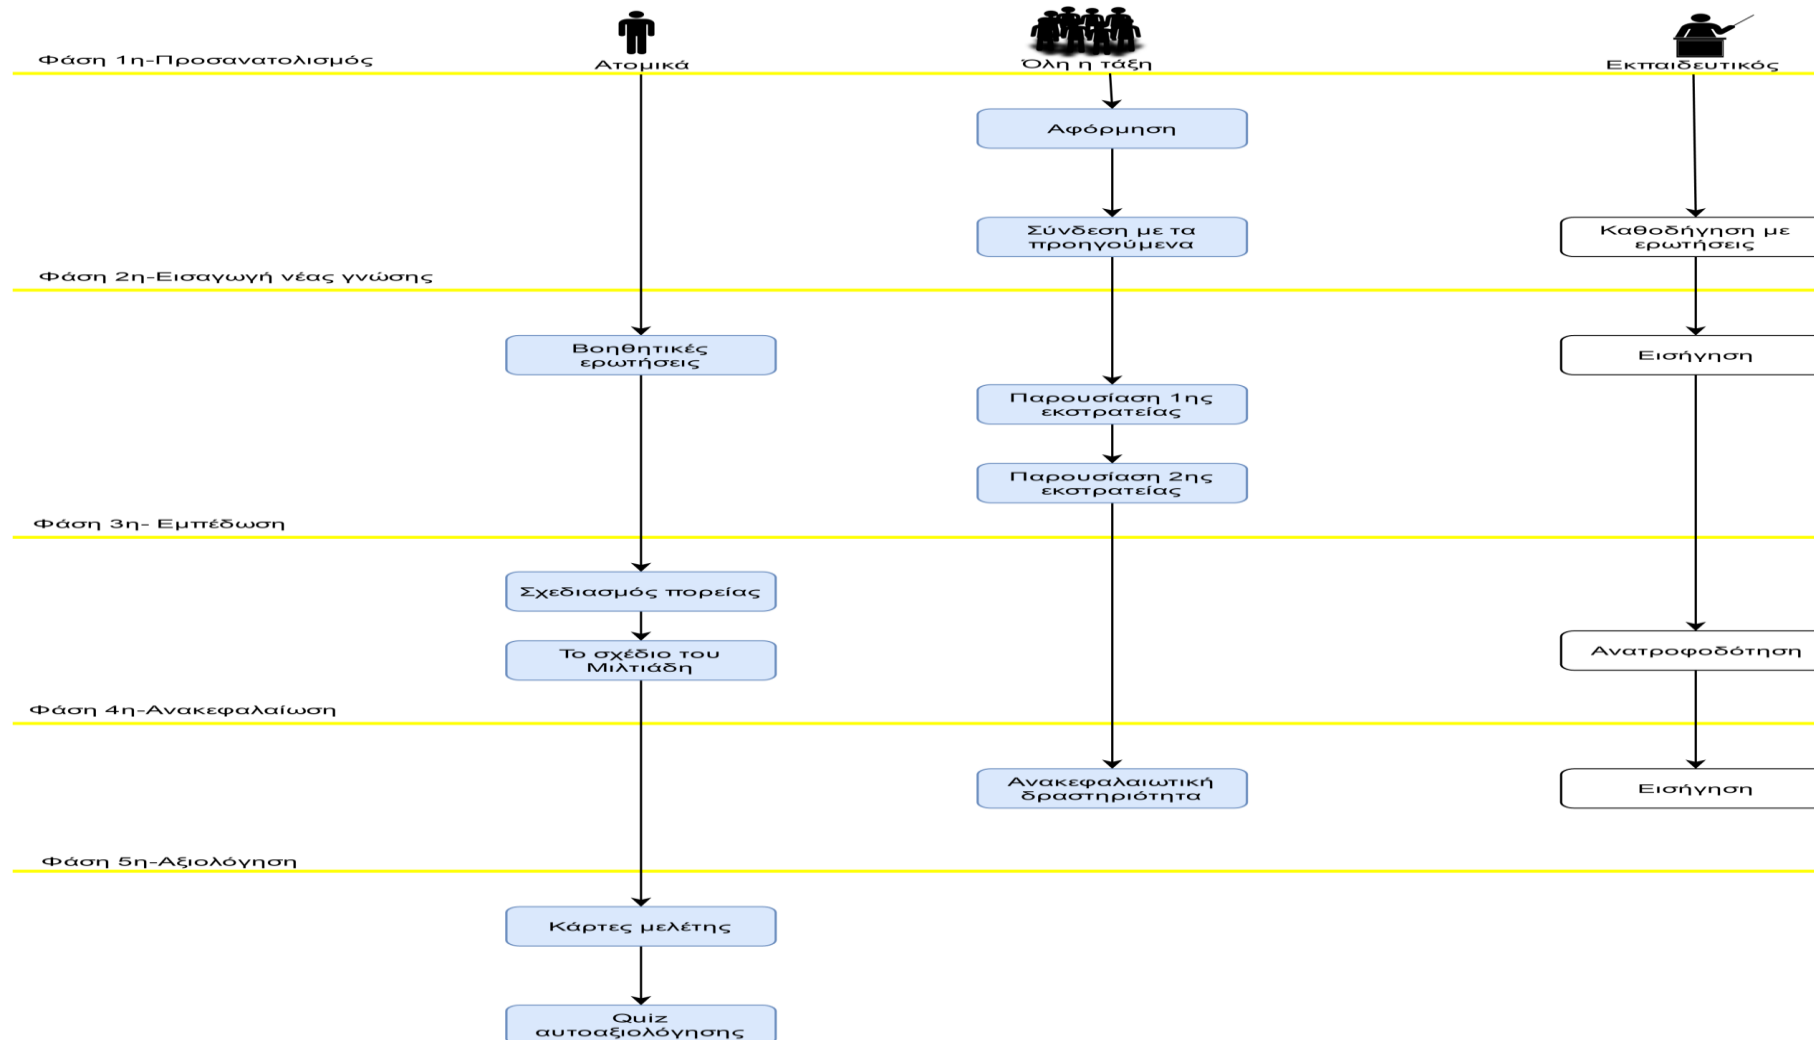 Φάση 1η-Προσανατολισμός
Ατομικά
Όλη η τάξη
Εκπαιδευτικός
Αφόρμηση
Σύνδεση με τα
προηγούμενα
Καθοδήγηση με
ερωτήσεις
Φάση 2η-Εισαγωγή νέας γνώσης
Βοηθητικές
ερωτήσεις
Εισήγηση
Παρουσίαση 1ης
εκστρατείας
Παρουσίαση 2ης
εκστρατείας
Φάση 3η- Εμπέδωση
Σχεδιασμός πορείας
Το σχέδιο του
Μιλτιάδη
Ανατροφοδότηση
Φάση 4η-Ανακεφαλαίωση
Ανακεφαλαιωτική
δραστηριότητα
Εισήγηση
Φάση 5η-Αξιολόγηση
Κάρτες μελέτης
Quiz
αυτοαξιολόγησης